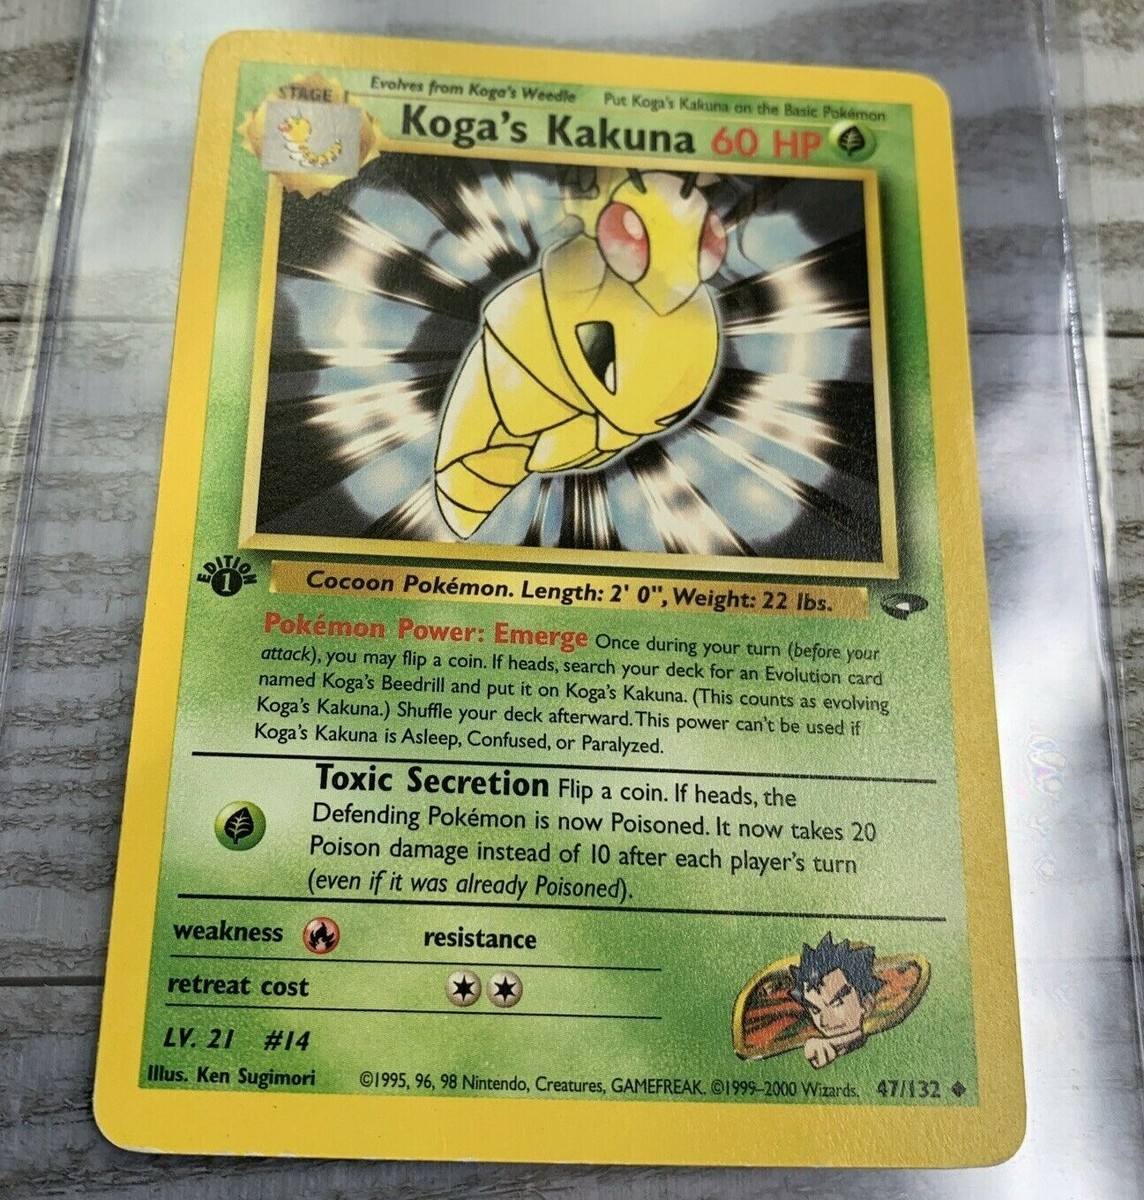 STAGE 1
Evolves from Koga's Weedle
Put Koga's Kakuna on the Basic Pokémon
Koga's Kakuna 60 HP
EDITION
1
Cocoon Pokémon. Length: 2' 0", Weight: 22 lbs.
Pokémon Power: Emerge Once during your turn (before your
attack), you may flip a coin. If heads, search your deck for an Evolution card
named Koga's Beedrill and put it on Koga's Kakuna. (This counts as evolving
Koga's Kakuna.) Shuffle your deck afterward. This power can't be used if
Koga's Kakuna is Asleep, Confused, or Paralyzed.
Toxic Secretion Flip a coin. If heads, the
Defending Pokémon is now Poisoned. It now takes 20
Poison damage instead of 10 after each player's turn
(even if it was already Poisoned).
weakness
resistance
retreat cost
LV. 21 #14
Illus. Ken Sugimori
©1995, 96, 98 Nintendo, Creatures, GAMEFREAK. ©1999–2000 Wizards. 47/132